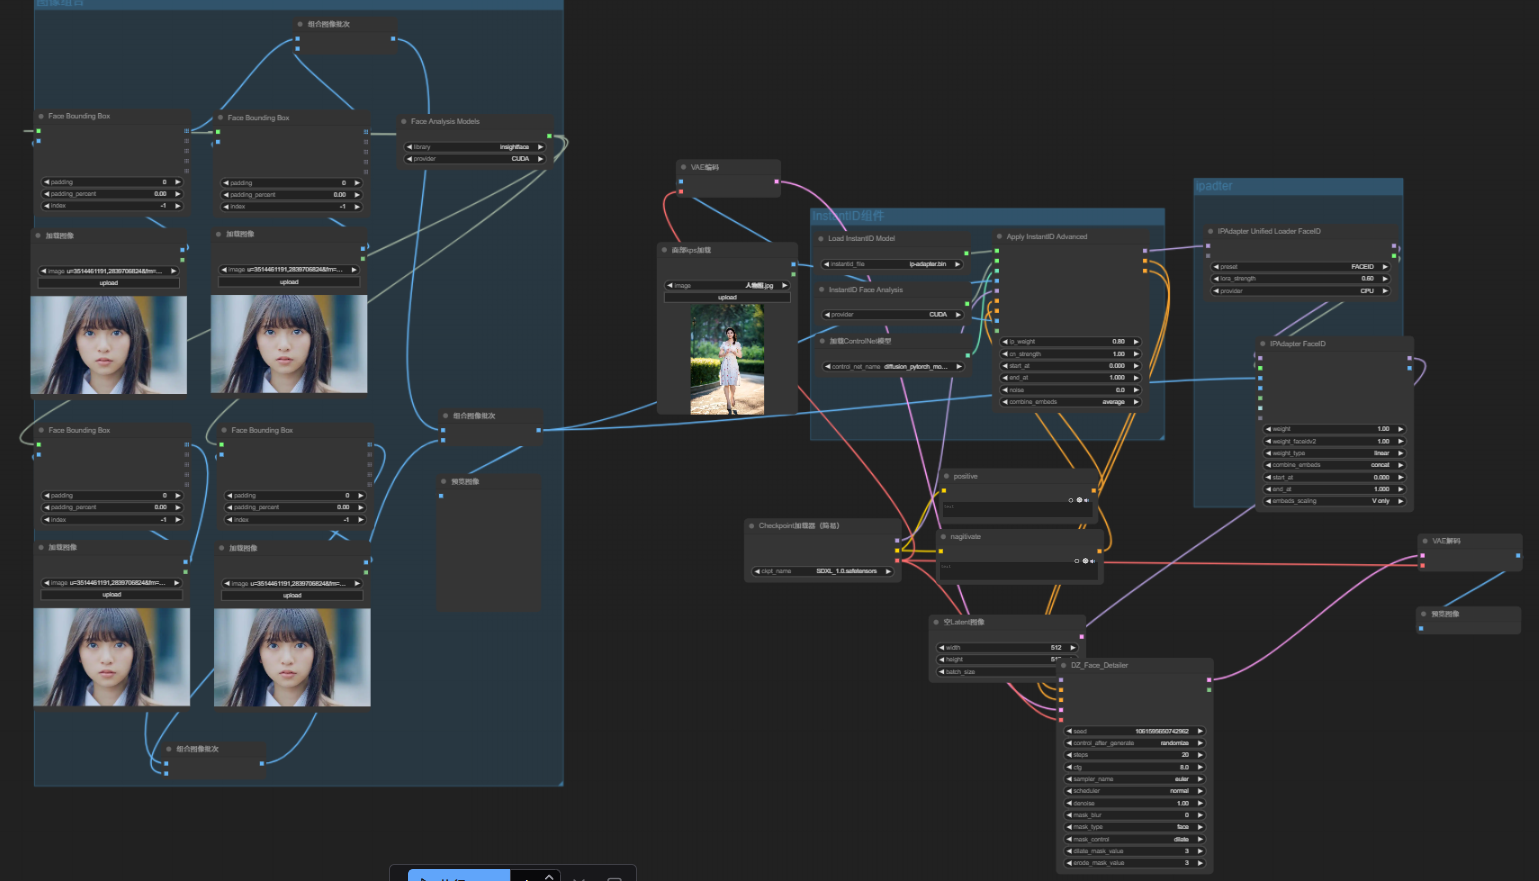 图像组合
组合图像批次
Face Bounding Box
padding 0
padding_percent 0.00
index -1
Face Bounding Box
padding 0
padding_percent 0.00
index -1
Face Analysis Models
library insightface
provider CUDA
加载图像
image u=3514461191,2839706824&fm=...
upload
加载图像
image u=3514461191,2839706824&fm=...
upload
Face Bounding Box
padding 0
padding_percent 0.00
index -1
Face Bounding Box
padding 0
padding_percent 0.00
index -1
加载图像
image u=3514461191,2839706824&fm=...
upload
加载图像
image u=3514461191,2839706824&fm=...
upload
组合图像批次
组合图像批次
预览图像
VAE编码
面部kps加载
image .jpg
upload
InstantID组件
Load InstantID Model
instantid_file ip-adapter.bin
InstantID Face Analysis
provider CUDA
加载ControlNet模型
control_net_name diffusion_pytorch_mo...
Apply InstantID Advanced
ip_weight 0.80
cn_strength 1.00
start_at 0.000
end_at 1.000
noise 0.0
combine_embeds average
ipadter
IPAdapter Unified Loader FaceID
preset FACEID
lora_strength 0.60
provider CPU
IPAdapter FaceID
weight 1.00
weight_faceidv2 1.00
weight_type linear
combine_embeds concat
start_at 0.000
end_at 1.000
embeds_scaling V only
positive
text
nagitivate
text
Checkpoint加载器（简易）
ckpt_name SDXL_1.0.safetensors
空Latent图像
width 512
height
batch_size
DZ_Face_Detailer
seed 1061595650742962
control_after_generate randomize
steps 20
cfg 8.0
sampler_name euler
scheduler normal
denoise 1.00
mask_blur 0
mask_type face
mask_control dilate
dilate_mask_value 3
erode_mask_value 3
VAE解码
预览图像